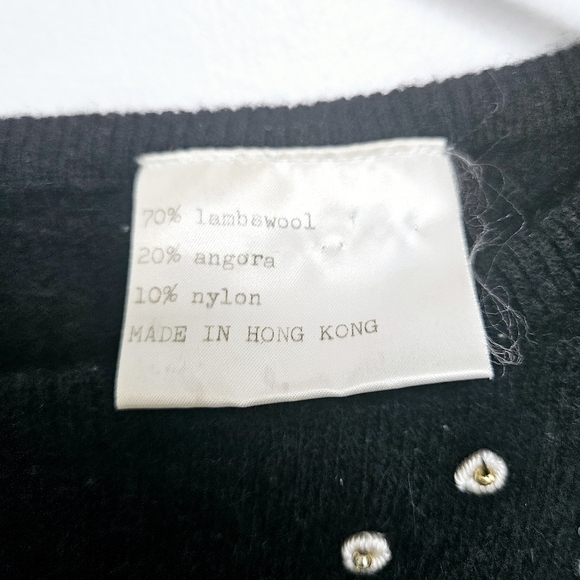 70% lambswool
20% angora
10% nylon
MADE IN HONG KONG